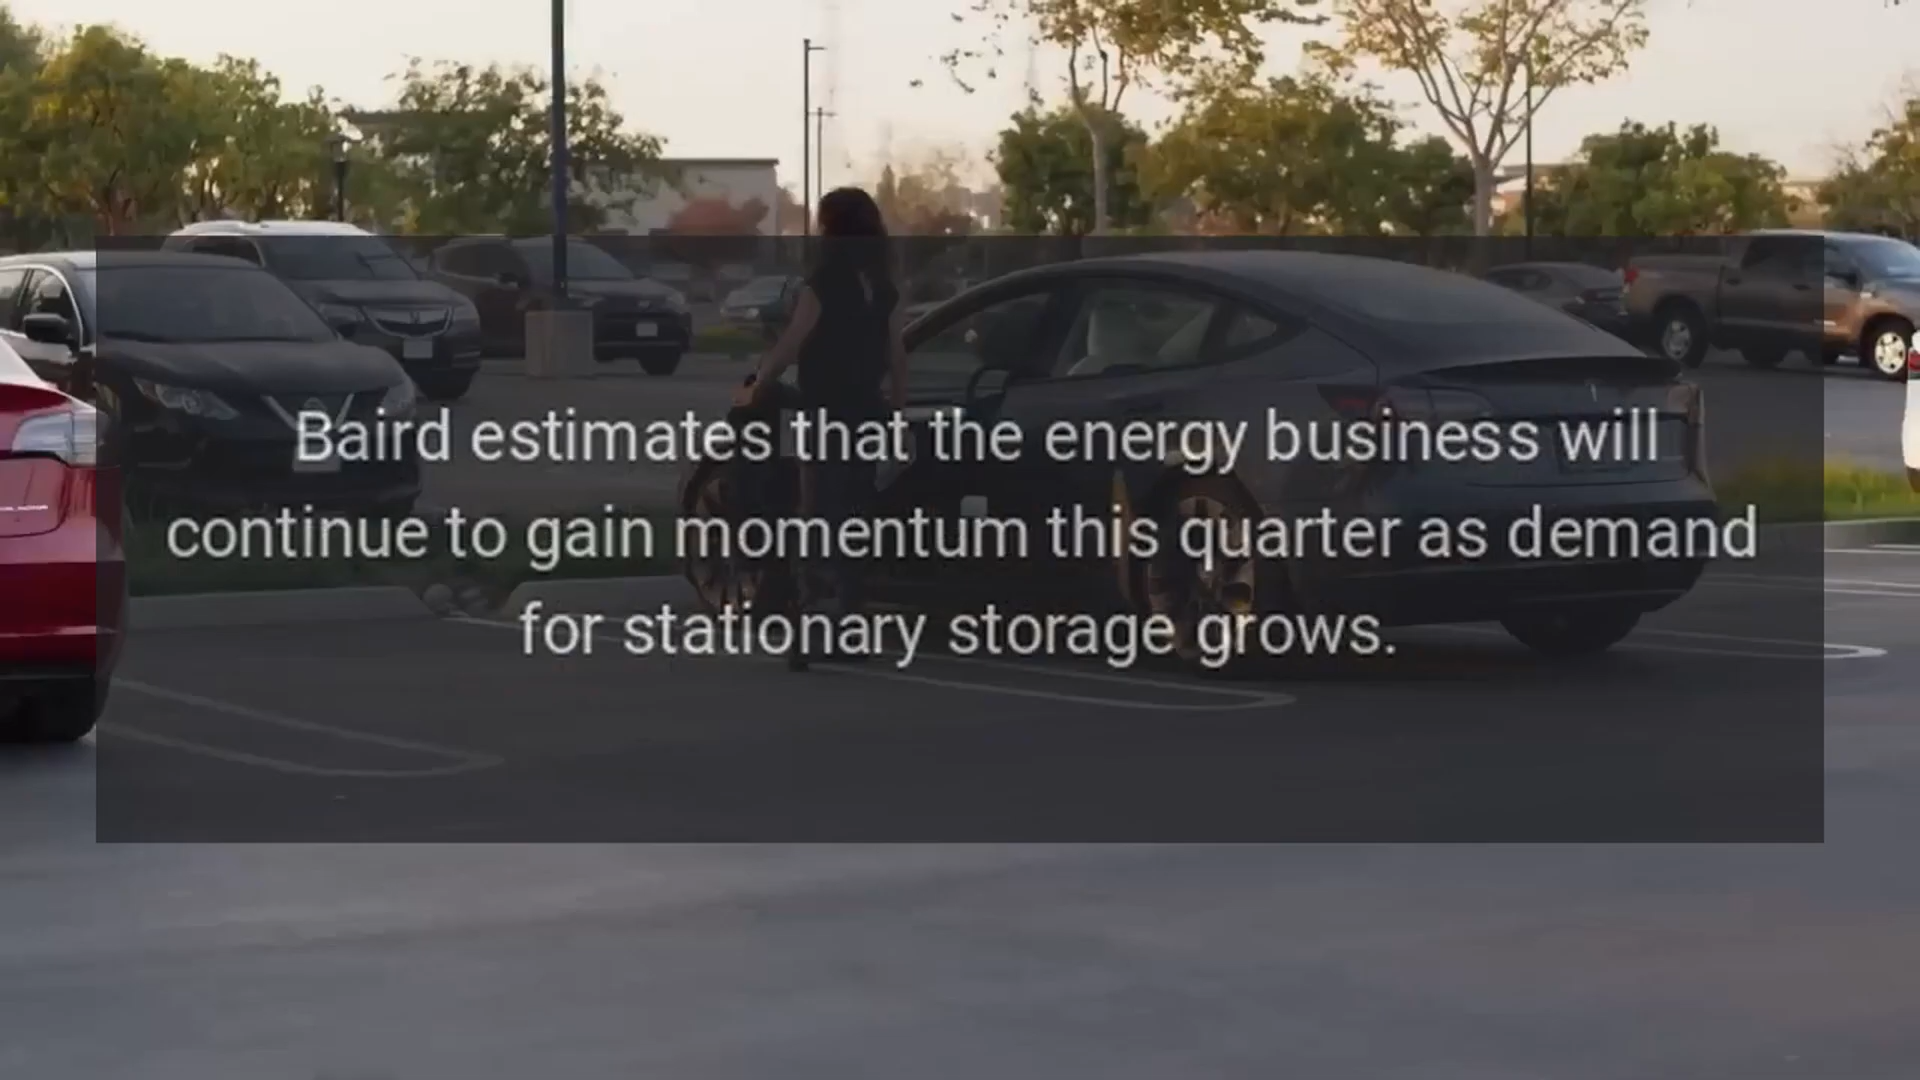 Baird estimates that the energy business will
continue to gain momentum this quarter as demand
for stationary storage grows.